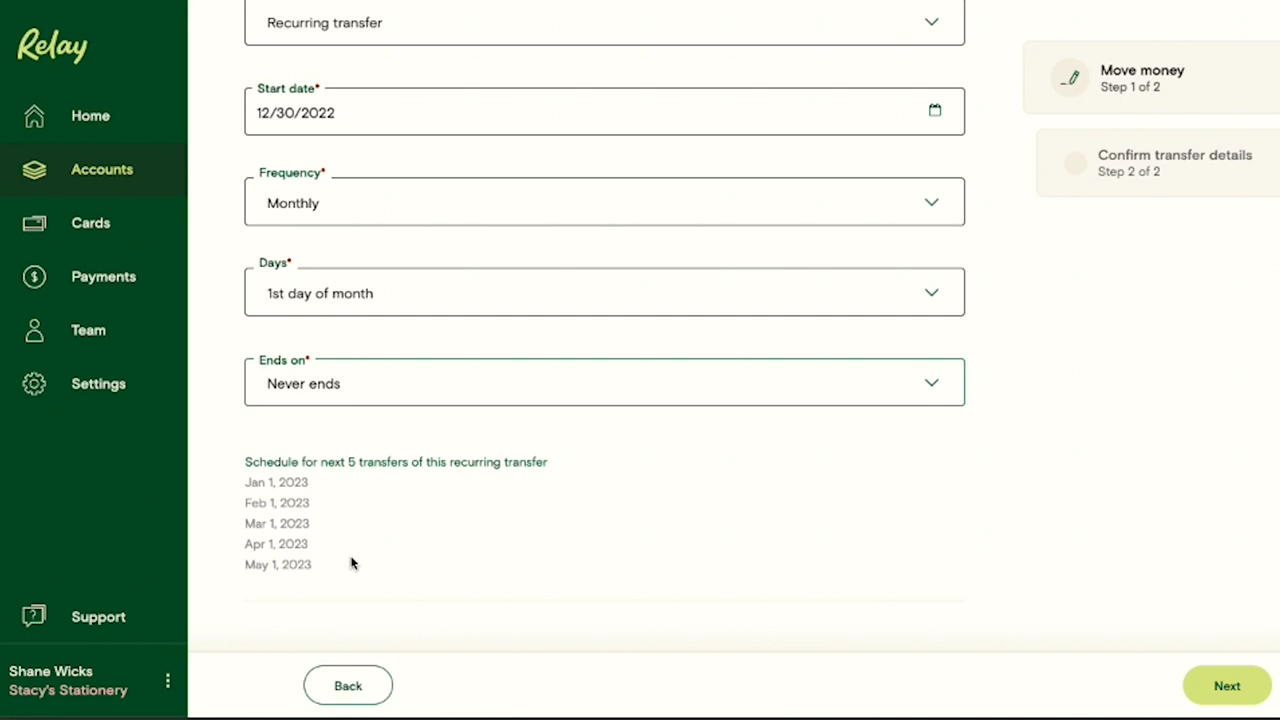 Relay
Home
Accounts
Cards
Payments
Team
Settings
Support
Shane Wicks
Stacy's Stationery
Recurring transfer
Start date*
12/30/2022
Frequency*
Monthly
Days*
1st day of month
Ends on*
Never ends
Schedule for next 5 transfers of this recurring transfer
Jan 1, 2023
Feb 1, 2023
Mar 1, 2023
Apr 1, 2023
May 1, 2023
Back
Next
Move money
Step 1 of 2
Confirm transfer details
Step 2 of 2